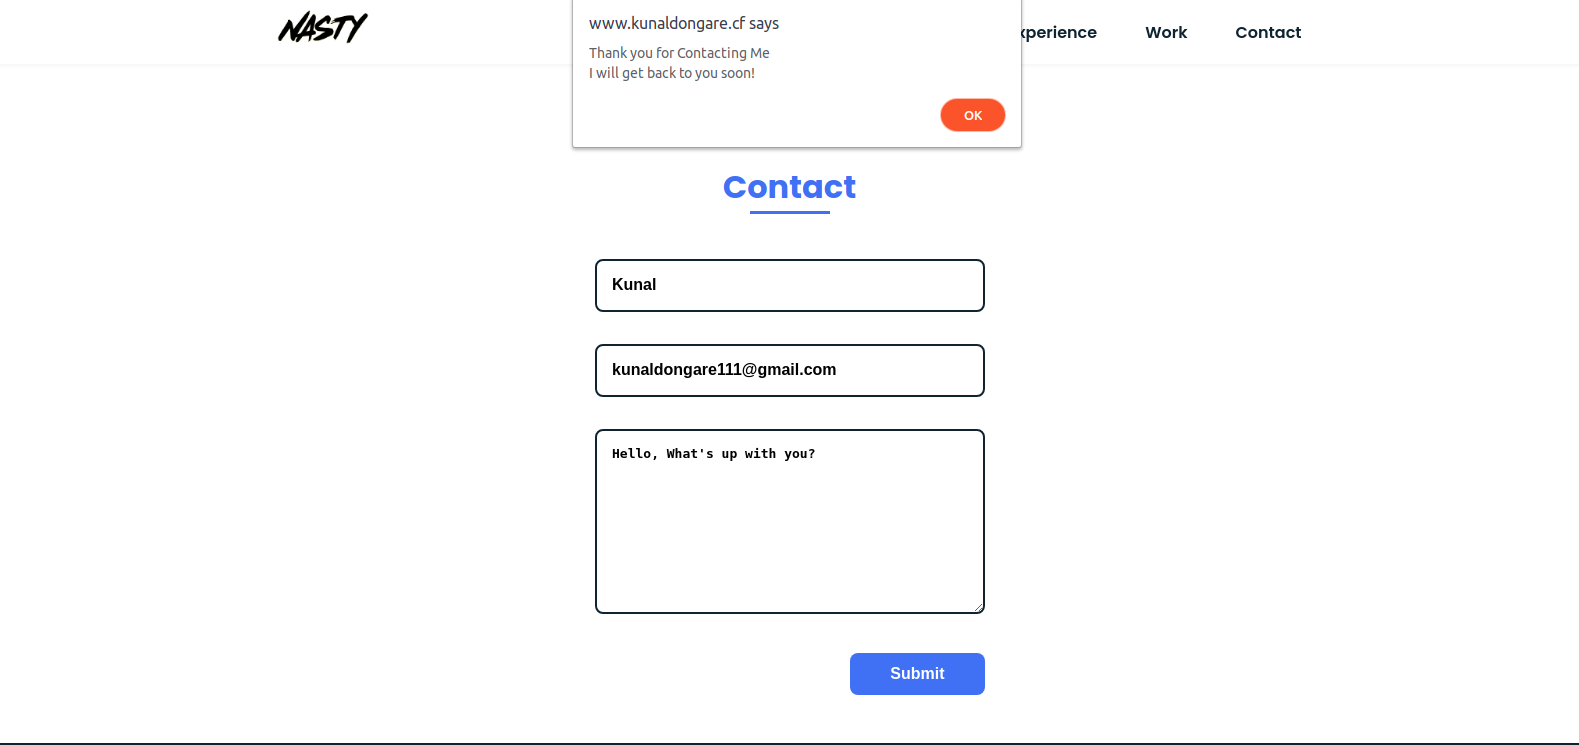 NASTY
www.kunaldongare.cf says
Thank you for Contacting Me
I will get back to you soon!
OK
xperience Work Contact
Contact
Kunal
kunaldongare111@gmail.com
Hello, What's up with you?
Submit